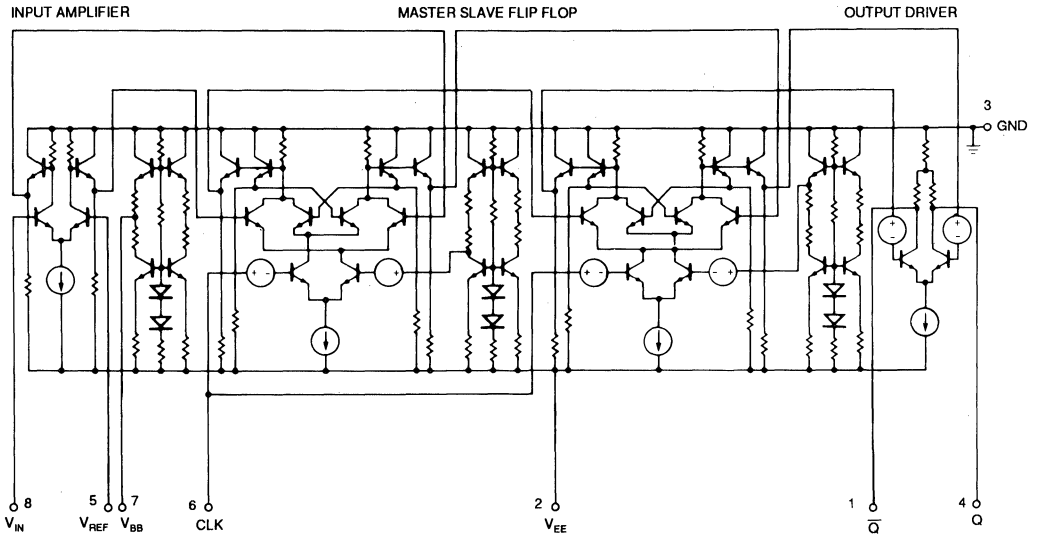 INPUT AMPLIFIER
MASTER SLAVE FLIP FLOP
OUTPUT DRIVER
3
GND
+ -
+
+ -
- +
+
-
+
-
8
5
7
6
2
1
4
V_IN
V_REF
V_BB
CLK
V_EE
Q̅
Q